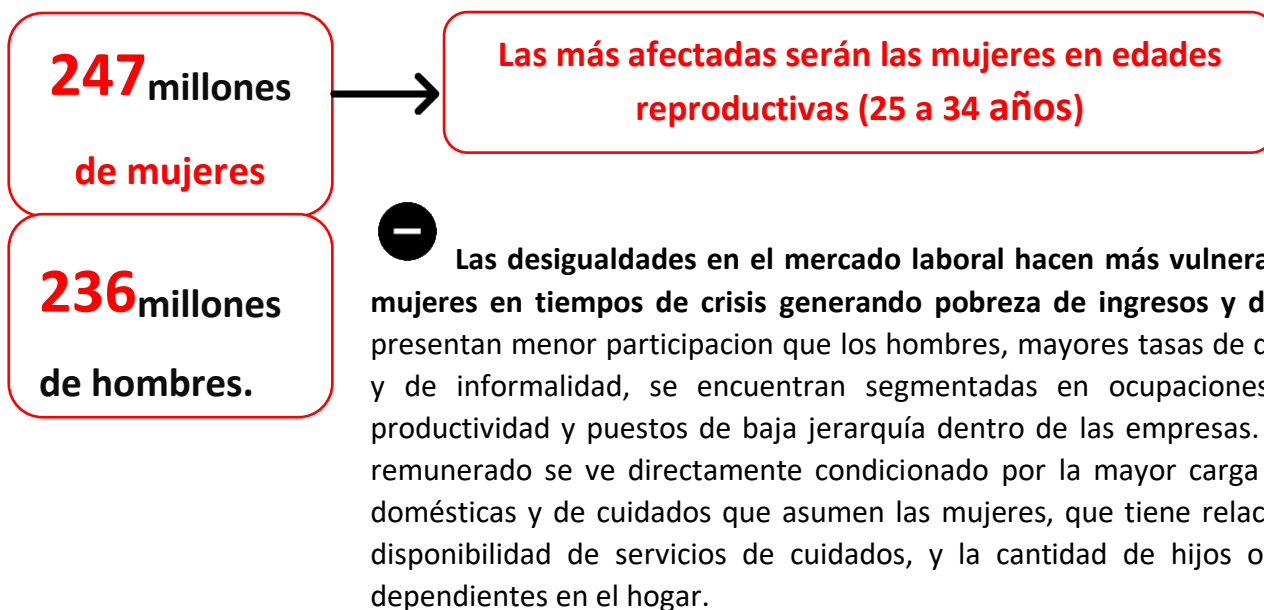 247 millones
de mujeres
Las más afectadas serán las mujeres en edades
reproductivas (25 a 34 años)
236 millones
de hombres.
Las desigualdades en el mercado laboral hacen más
mujeres en tiempos de crisis generando pobreza de ingresos y
presentan menor participacion que los hombres, mayores tasas de
y de informalidad, se encuentran segmentadas en ocupaciones
productividad y puestos de baja jerarquía dentro de las empresas.
remunerado se ve directamente condicionado por la mayor carga
domésticas y de cuidados que asumen las mujeres, que tiene
disponibilidad de servicios de cuidados, y la cantidad de hijos
dependientes en el hogar.